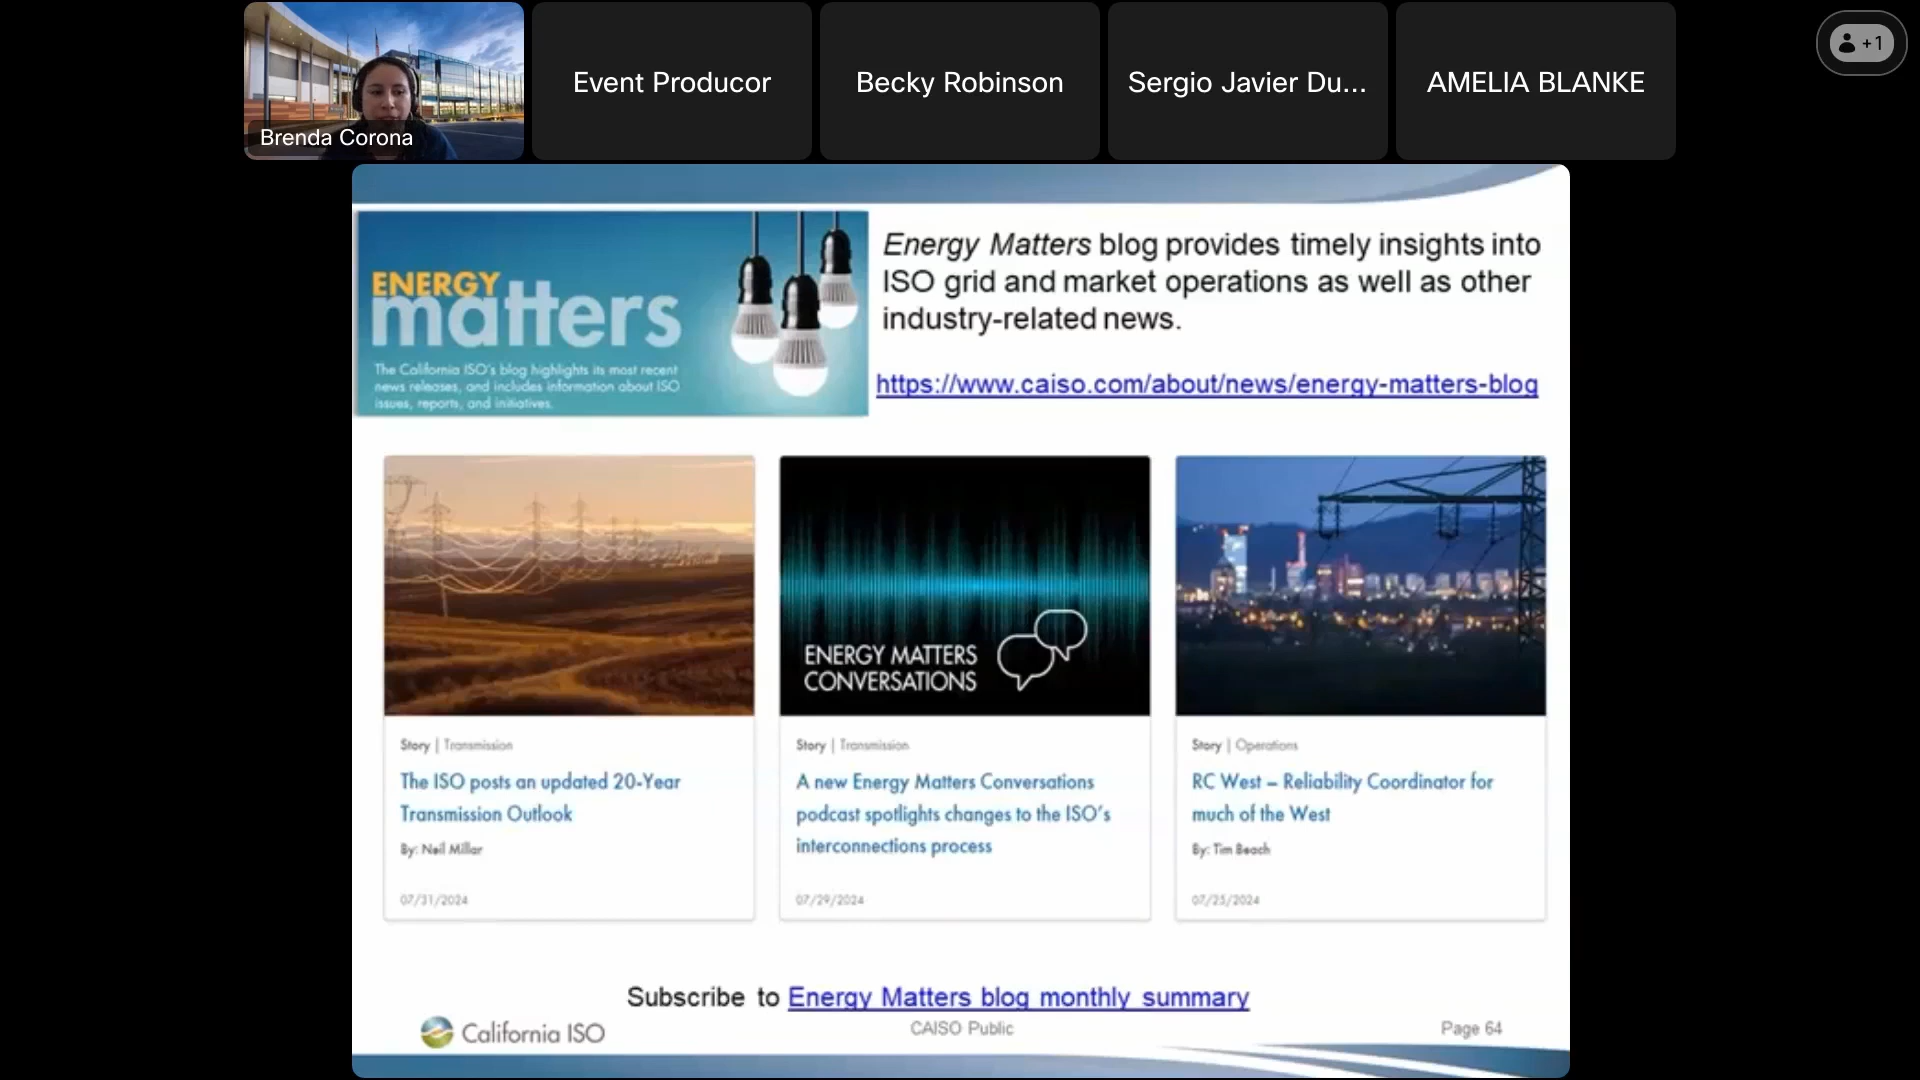 Brenda Corona
Event Producor
Becky Robinson
Sergio Javier Du...
AMELIA BLANKE
+1
ENERGY
matters
The California ISO's blog highlights its most recent
news releases, and includes information about ISO
issues, reports, and initiatives.
Energy Matters blog provides timely insights into
ISO grid and market operations as well as other
industry-related news.
https://www.caiso.com/about/news/energy-matters-blog
Story | Transmission
The ISO posts an updated 20-Year
Transmission Outlook
By: Neil Millar
07/31/2024
ENERGY MATTERS
CONVERSATIONS
Story | Transmission
A new Energy Matters Conversations
podcast spotlights changes to the ISO's
interconnections process
07/29/2024
Story | Operations
RC West – Reliability Coordinator for
much of the West
By: Tim Beach
07/25/2024
Subscribe to Energy Matters blog monthly summary
California ISO
CAISO Public
Page 64